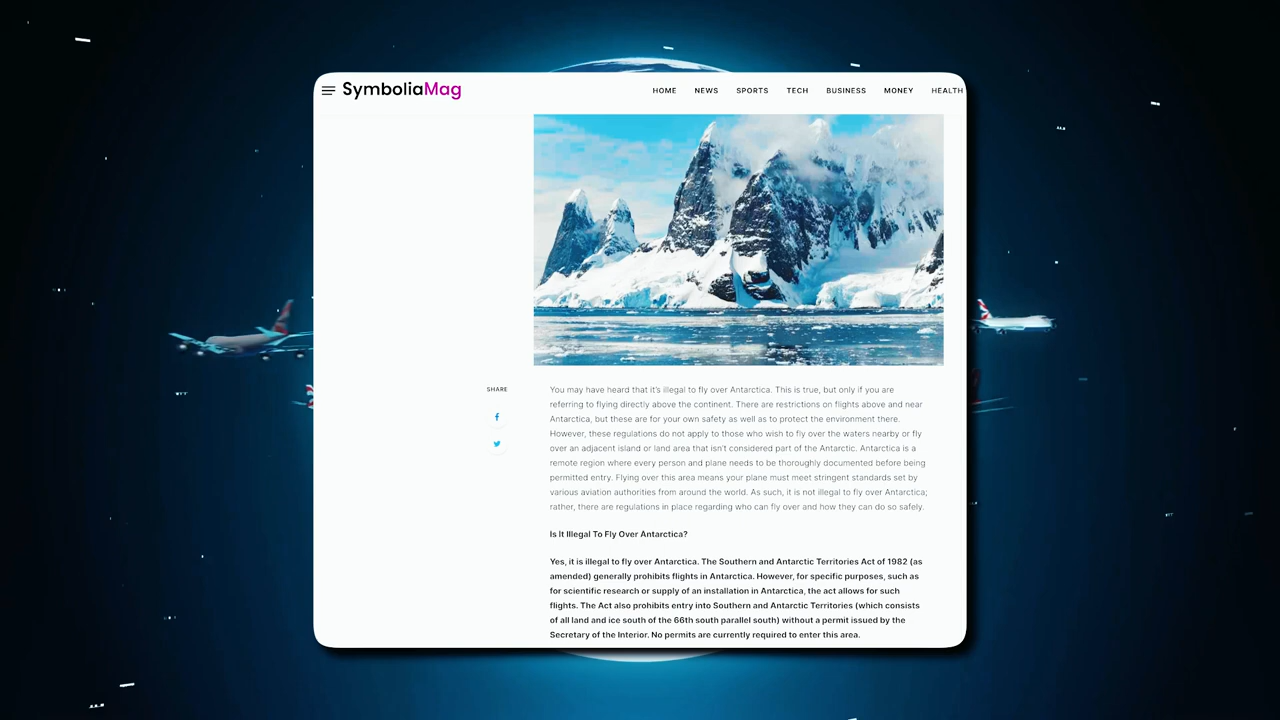 SymboliaMag
HOME NEWS SPORTS TECH BUSINESS MONEY HEALTH
SHARE
You may have heard that it's illegal to fly over Antarctica. This is true, but only if you are
referring to flying directly above the continent. There are restrictions on flights above and near
Antarctica, but these are for your own safety as well as to protect the environment there.
However, these regulations do not apply to those who wish to fly over the waters nearby or fly
over an adjacent island or land area that isn't considered part of the Antarctic. Antarctica is a
remote region where every person and plane needs to be thoroughly documented before being
permitted entry. Flying over this area means your plane must meet stringent standards set by
various aviation authorities from around the world. As such, it is not illegal to fly over Antarctica;
rather, there are regulations in place regarding who can fly over and how they can do so safely.
Is It Illegal To Fly Over Antarctica?
Yes, it is illegal to fly over Antarctica. The Southern and Antarctic Territories Act of 1982 (as
amended) generally prohibits flights in Antarctica. However, for specific purposes, such as
for scientific research or supply of an installation in Antarctica, the act allows for such
flights. The Act also prohibits entry into Southern and Antarctic Territories (which consists
of all land and ice south of the 66th south parallel south) without a permit issued by the
Secretary of the Interior. No permits are currently required to enter this area.